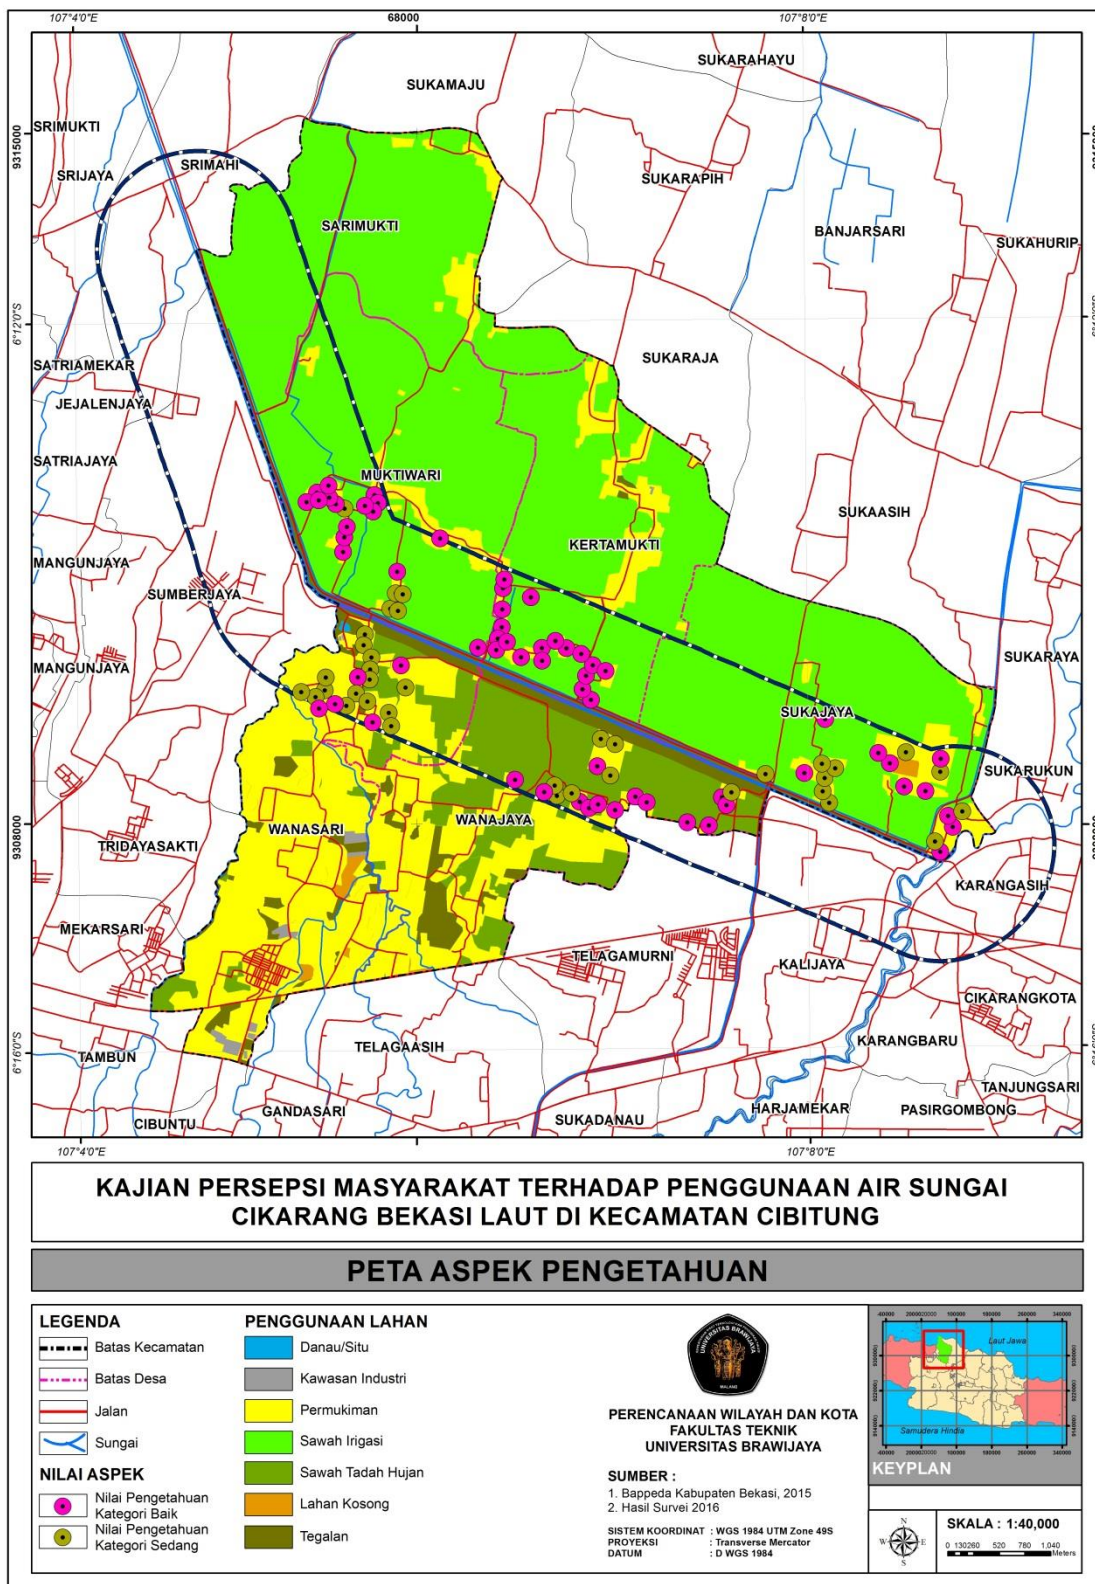 107°4'0"E 68000 107°8'0"E
SUKARAHAYU
SUKAMAJU
SRIMUKTI
9315000
SRIJAYA
SRIMAHI
SUKARAPIH
SARIMUKTI
BANJARSARI
SUKAHURIP
6°12'0"S
SATRIAMEKAR
SUKARAJA
JEJALENJAYA
SATRIAJAYA
MUKTIWARI
SUKAASIH
KERTAMUKTI
MANGUNJAYA
SUMBERJAYA
MANGUNJAYA
SUKARAYA
SUKAJAYA
SUKARUKUN
9308000
WANASARI
WANAJAYA
TRIDAYASAKTI
KARANGASIH
MEKARSARI
TELAGAMURNI
KALIJAYA
CIKARANGKOTA
6°16'0"S
TAMBUN
TELAGAASIH
KARANGBARU
TANJUNGSARI
GANDASARI
HARJAMEKAR
PASIRGOMBONG
CIBUNTU
SUKADANAU
107°4'0"E 107°8'0"E
KAJIAN PERSEPSI MASYARAKAT TERHADAP PENGGUNAAN AIR SUNGAI
CIKARANG BEKASI LAUT DI KECAMATAN CIBITUNG
PETA ASPEK PENGETAHUAN
LEGENDA
Batas Kecamatan
Batas Desa
Jalan
Sungai
NILAI ASPEK
Nilai Pengetahuan
Kategori Baik
Nilai Pengetahuan
Kategori Sedang
PENGGUNAAN LAHAN
Danau/Situ
Kawasan Industri
Permukiman
Sawah Irigasi
Sawah Tadah Hujan
Lahan Kosong
Tegalan
UNIVERSITAS BRAWIJAYA
MALANG
PERENCANAAN WILAYAH DAN KOTA
FAKULTAS TEKNIK
UNIVERSITAS BRAWIJAYA
SUMBER :
1. Bappeda Kabupaten Bekasi, 2015
2. Hasil Survei 2016
SISTEM KOORDINAT : WGS 1984 UTM Zone 49S
PROYEKSI : Transverse Mercator
DATUM : D WGS 1984
Laut Jawa
Samudera Hindia
KEYPLAN
N
W E
S
SKALA : 1:40,000
0 130260 520 780 1.040
Meters